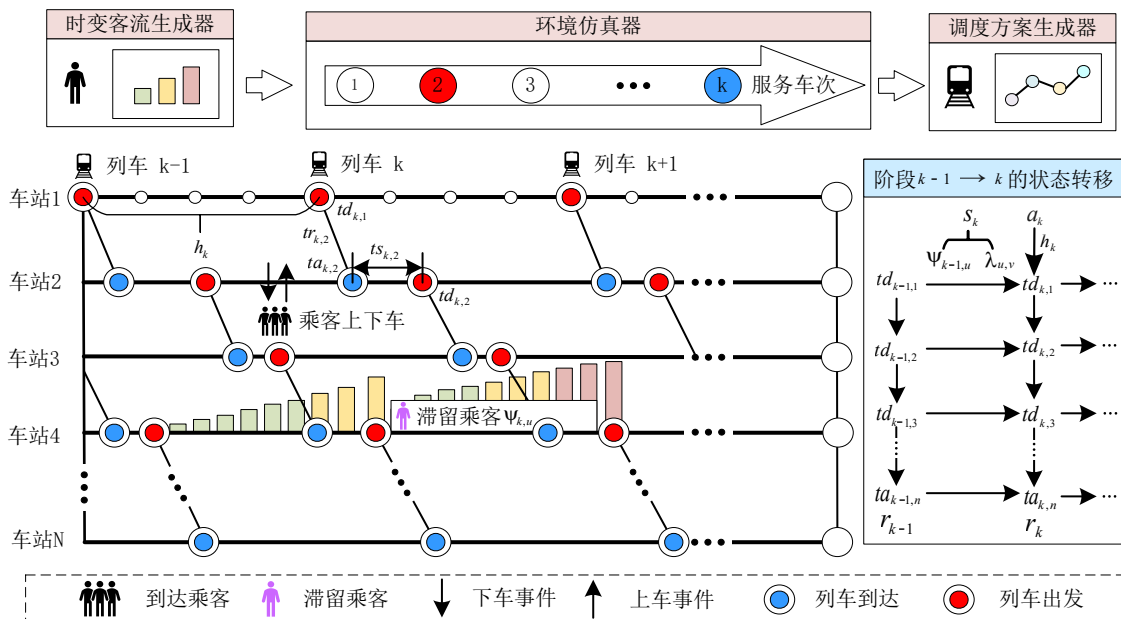 时变客流生成器
环境仿真器
调度方案生成器
1 2 3 ••• k 服务车次
列车 k-1
列车 k
列车 k+1
车站1
td_{k,1}
h_k
tr_{k,2}
ta_{k,2}
ts_{k,2}
车站2
td_{k,2}
乘客上下车
车站3
滞留乘客Ψ_{k,u}
车站4
车站N
阶段k-1 → k 的状态转移
s_k a_k
h_k
Ψ_{k-1,u} λ_{u,v}
td_{k-1,1} td_{k,1} ···
td_{k-1,2} td_{k,2} ···
td_{k-1,3} td_{k,3} ···
ta_{k-1,n} ta_{k,n} ···
r_{k-1} r_k
到达乘客 滞留乘客 下车事件 上车事件 列车到达 列车出发